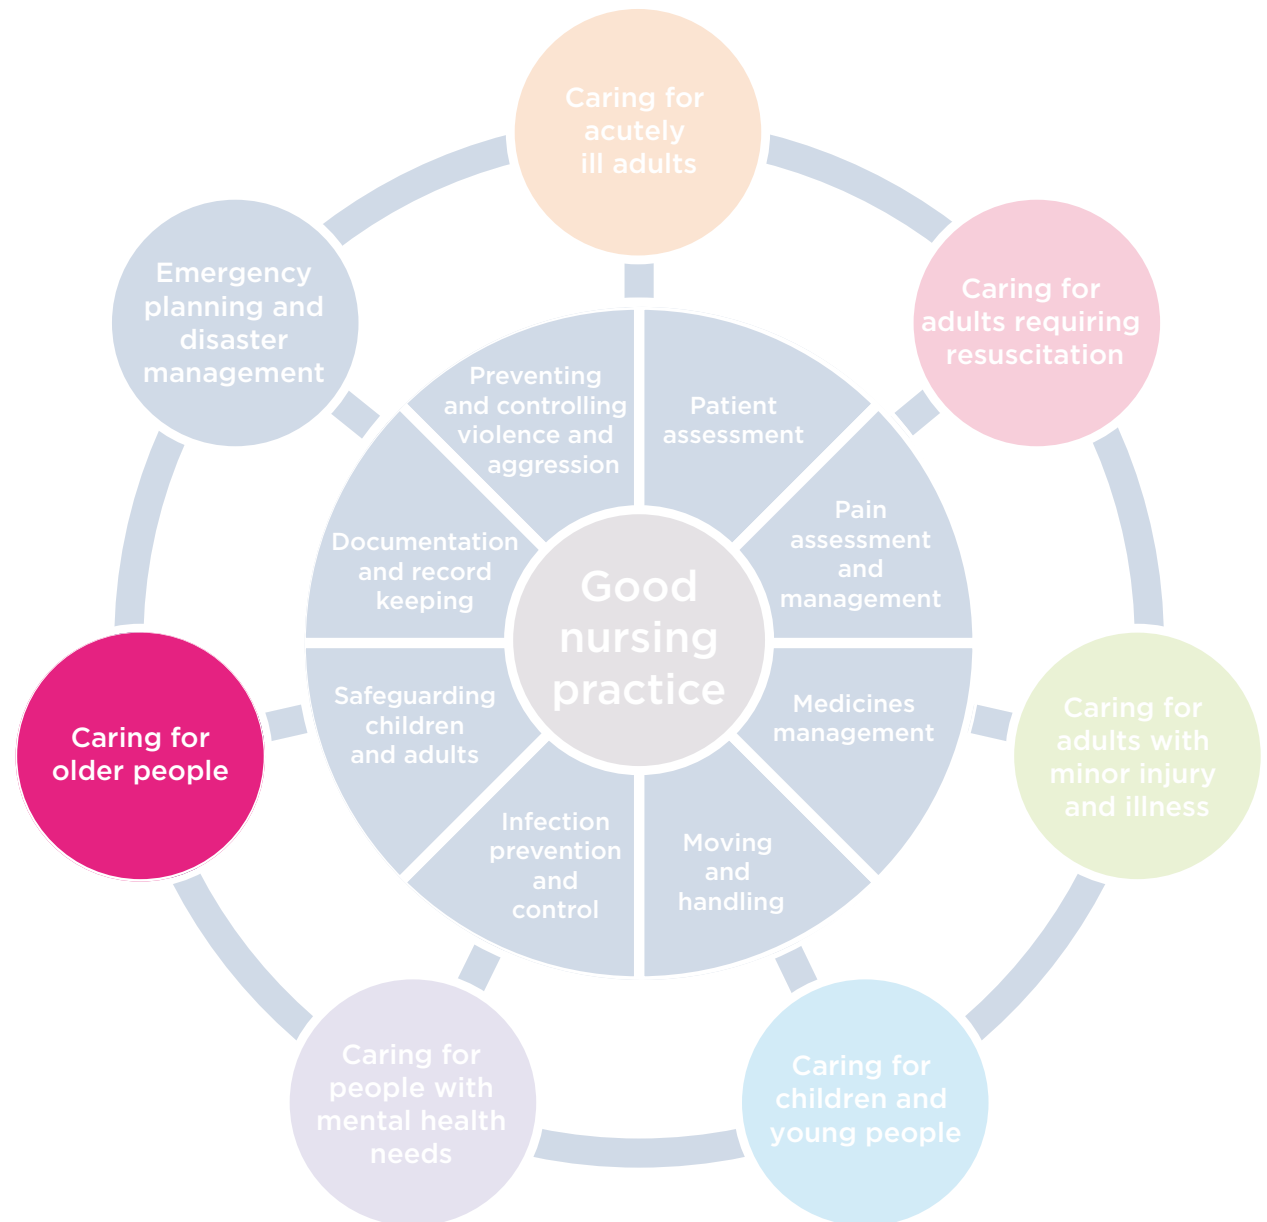 Caring for
acutely
ill adults
Caring for
adults requiring
resuscitation
Caring for
adults with
minor injury
and illness
Caring for
children and
young people
Caring for
people with
mental health
needs
Caring for
older people
Emergency
planning and
disaster
management
Patient
assessment
Pain
assessment
and
management
Medicines
management
Moving
and
handling
Infection
prevention
and
control
Safeguarding
children
and adults
Documentation
and record
keeping
Preventing
and controlling
violence and
aggression
Good
nursing
practice